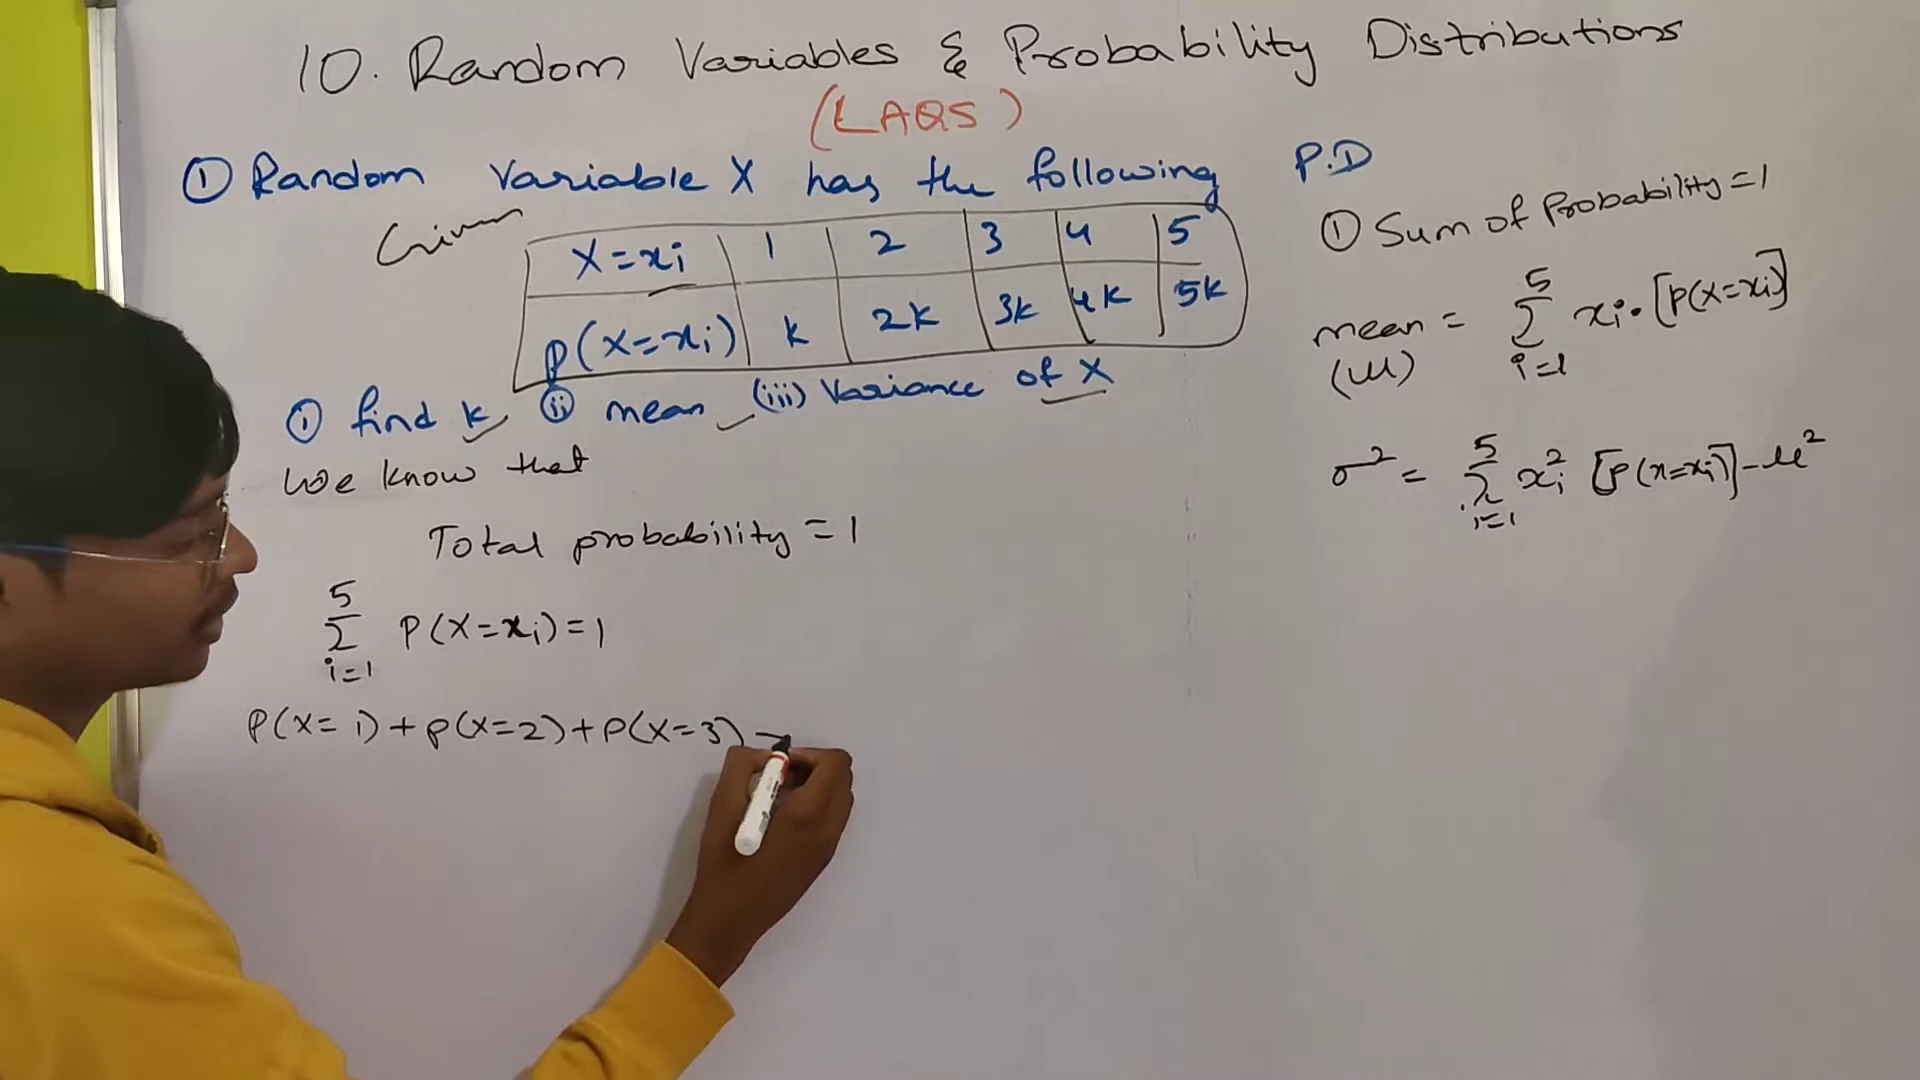 10. Random Variables & Probability Distributions
(LAQS)
① Random Variable X has the following P.D
Given
X=xi 1 2 3 4 5
P(X=xi) k 2k 3k 4k 5k
① find k, ⅱ mean (iii) Variance of X
We know that
Total probability = 1
5
Σ P(X=xi)=1
i=1
P(X=1)+P(X=2)+P(X=3)
① Sum of Probability=1
5
mean = Σ xi·[P(X=xi)]
(μ) i=1
5
σ² = Σ xi² [P(x=xi)]-μ²
i=1